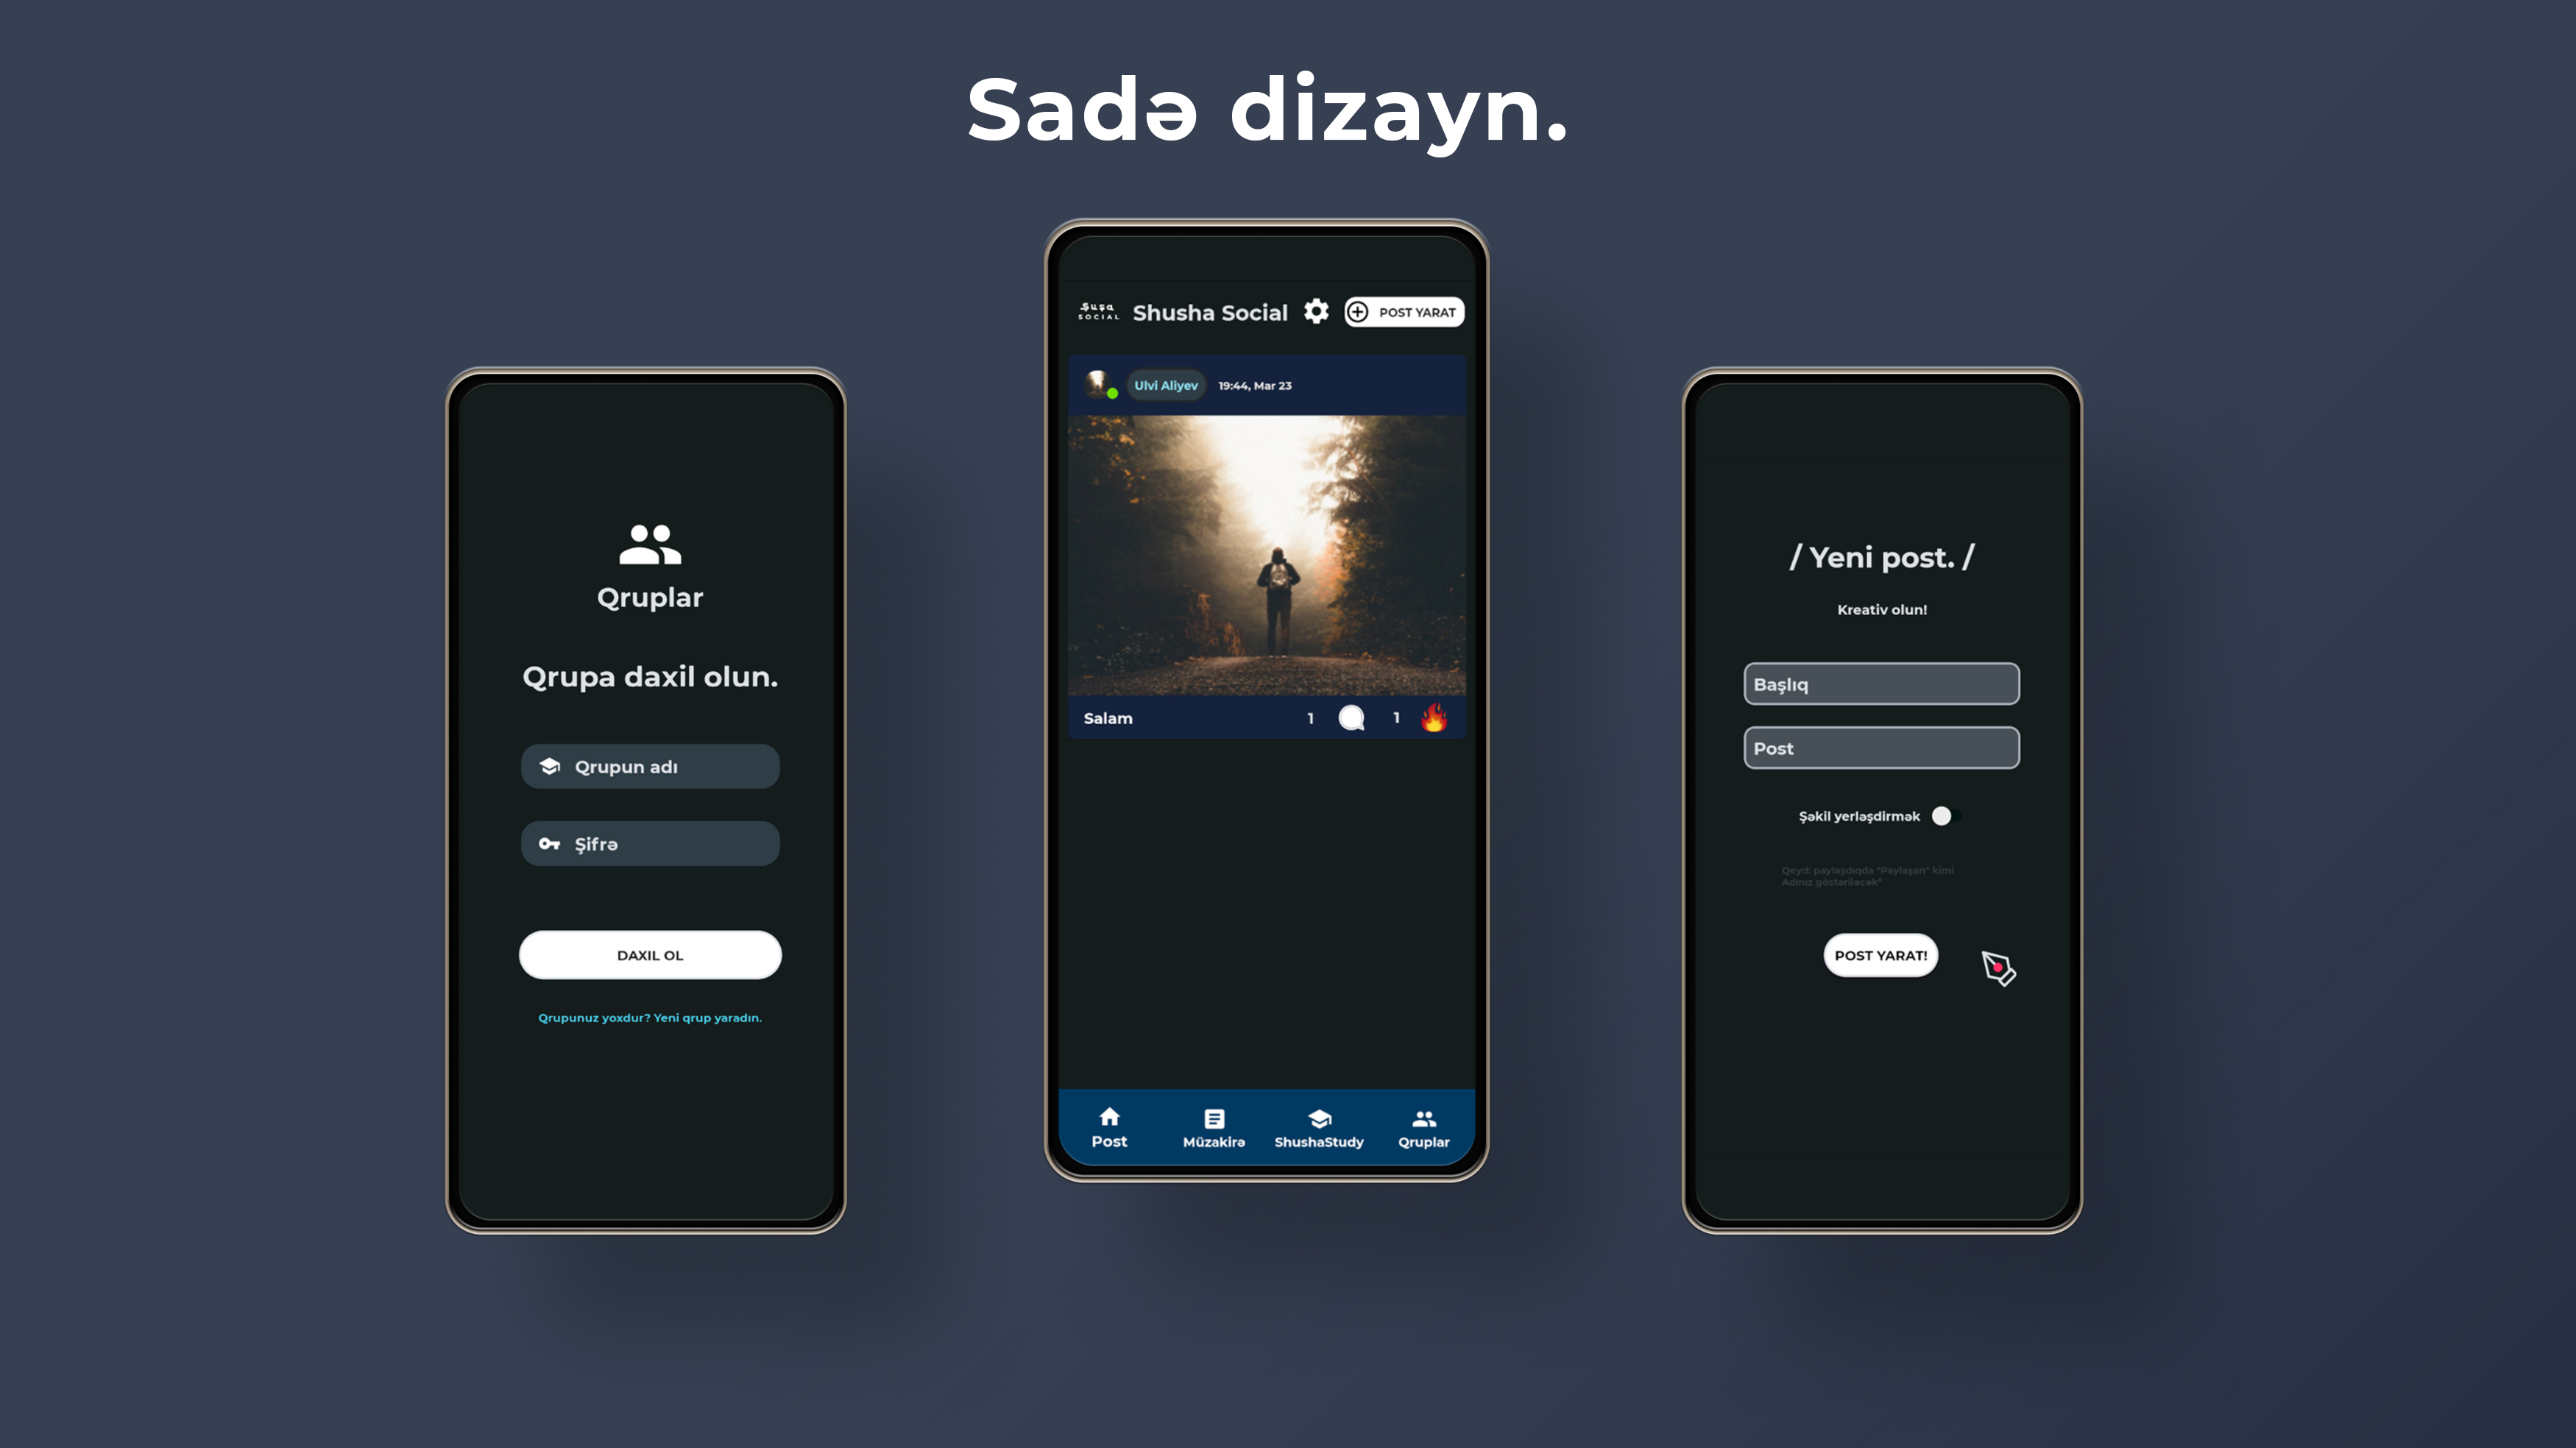 Sadə dizayn.
Qruplar
Qrupa daxil olun.
Qrupun adı
Şifrə
DAXIL OL
Qrupunuz yoxdur? Yeni qrup yaradın.
Şuşa
SOCIAL
Shusha Social
POST YARAT
Ulvi Aliyev
19:44, Mar 23
Salam
1
1
Post
Müzakirə
ShushaStudy
Qruplar
/ Yeni post. /
Kreativ olun!
Başlıq
Post
Şəkil yerləşdirmək
Qeyd: paylaşdıqda "Paylaşan" kimi
Adınız göstəriləcək"
POST YARAT!